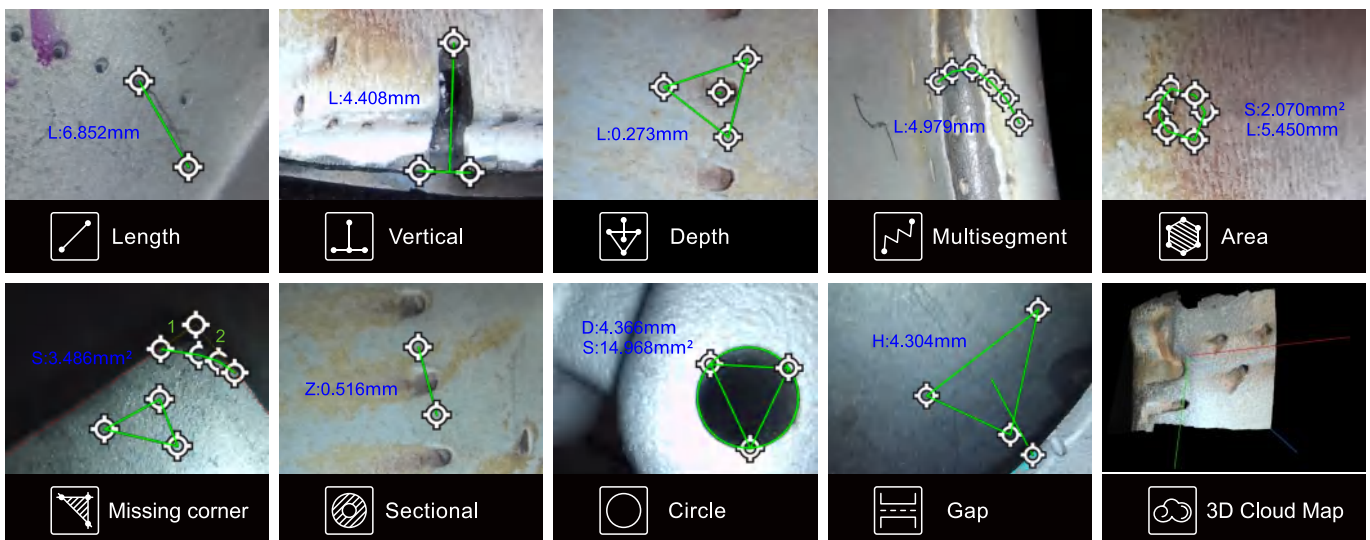 L:6.852mm
Length
L:4.408mm
Vertical
L:0.273mm
Depth
L:4.979mm
Multisegment
S:2.070mm²
L:5.450mm
Area
1
2
S:3.486mm²
Missing corner
Z:0.516mm
Sectional
D:4.366mm
S:14.968mm²
Circle
H:4.304mm
Gap
3D Cloud Map